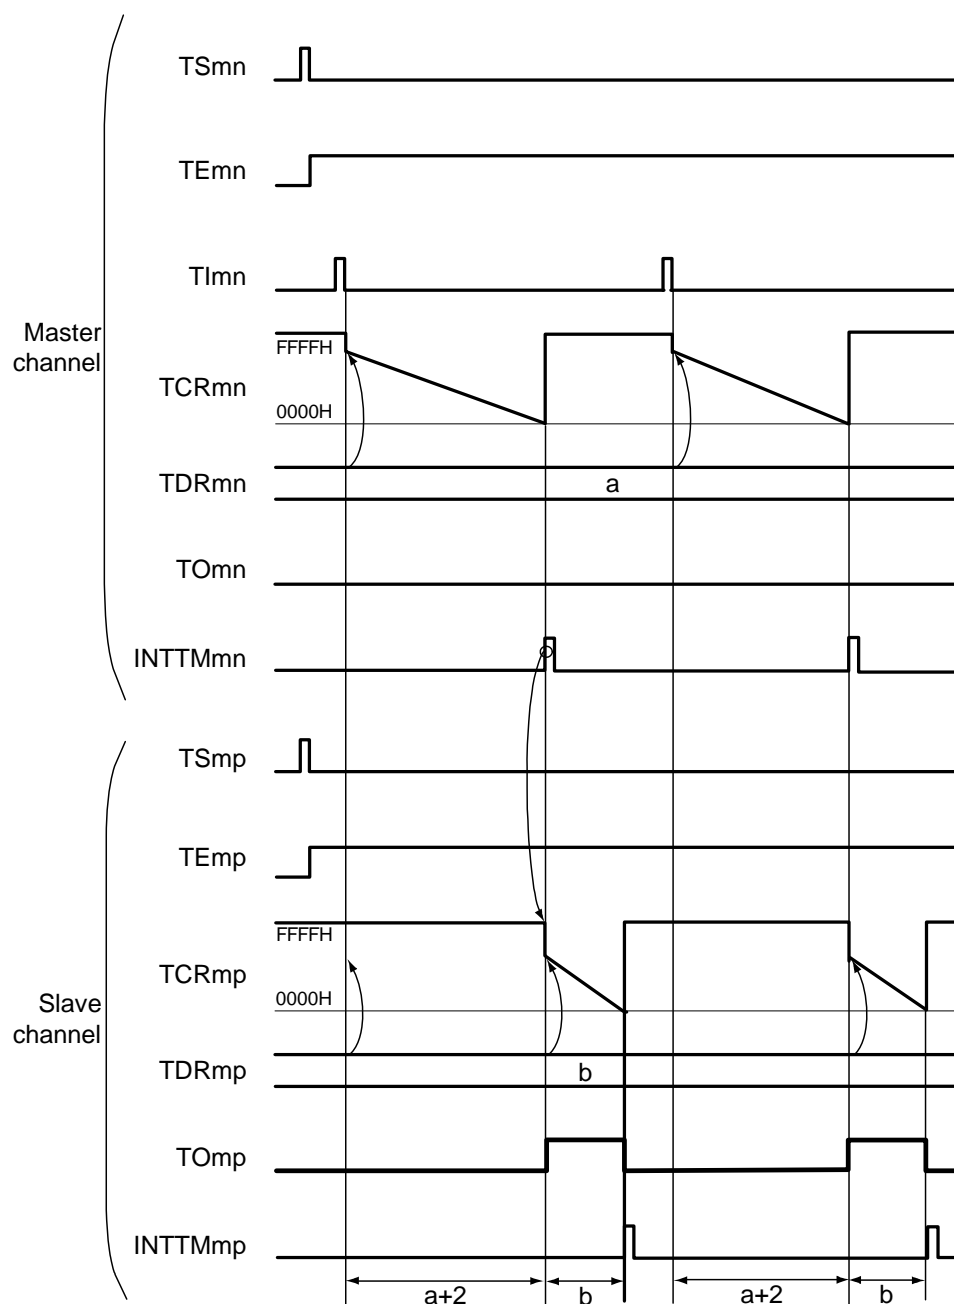 TSmn
TEmn
TImn
Master
channel
FFFFH
TCRmn
0000H
TDRmn
a
TOmn
INTTMmn
TSmp
TEmp
FFFFH
TCRmp
0000H
Slave
channel
TDRmp
b
TOmp
INTTMmp
a+2 b a+2 b